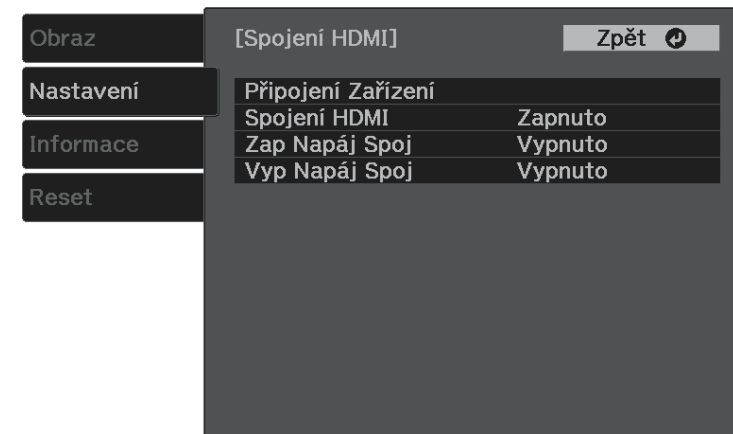 Obraz
Nastavení
Informace
Reset
[Spojení HDMI] Zpět
Připojení Zařízení
Spojení HDMI Zapnuto
Zap Napáj Spoj Vypnuto
Vyp Napáj Spoj Vypnuto